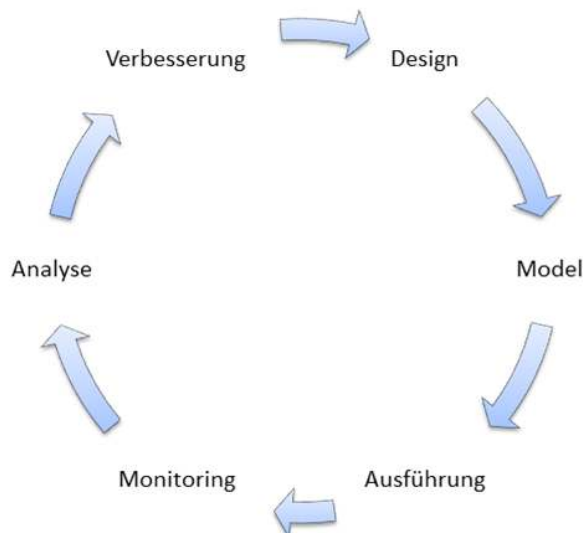 Verbesserung
Design
Analyse
Model
Monitoring
Ausführung